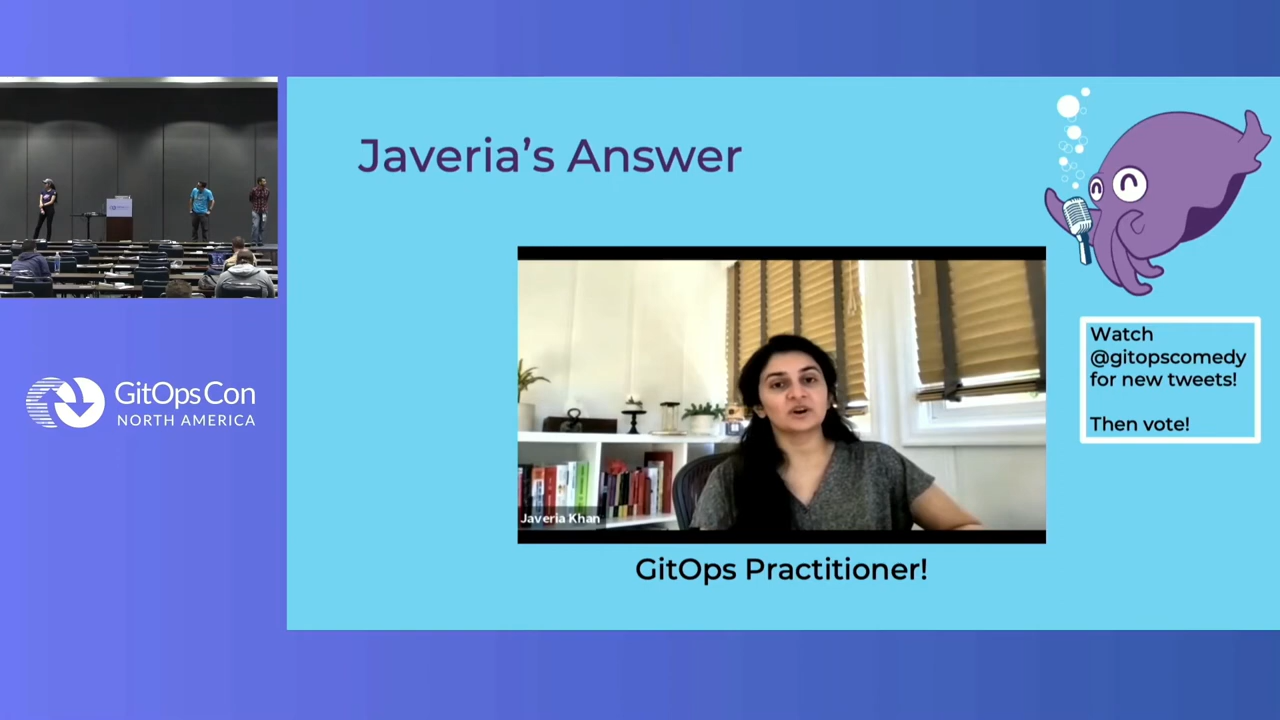 Javeria's Answer
Watch
@gitopscomedy
for new tweets!
Then vote!
GitOpsCon
NORTH AMERICA
Javeria Khan
GitOps Practitioner!